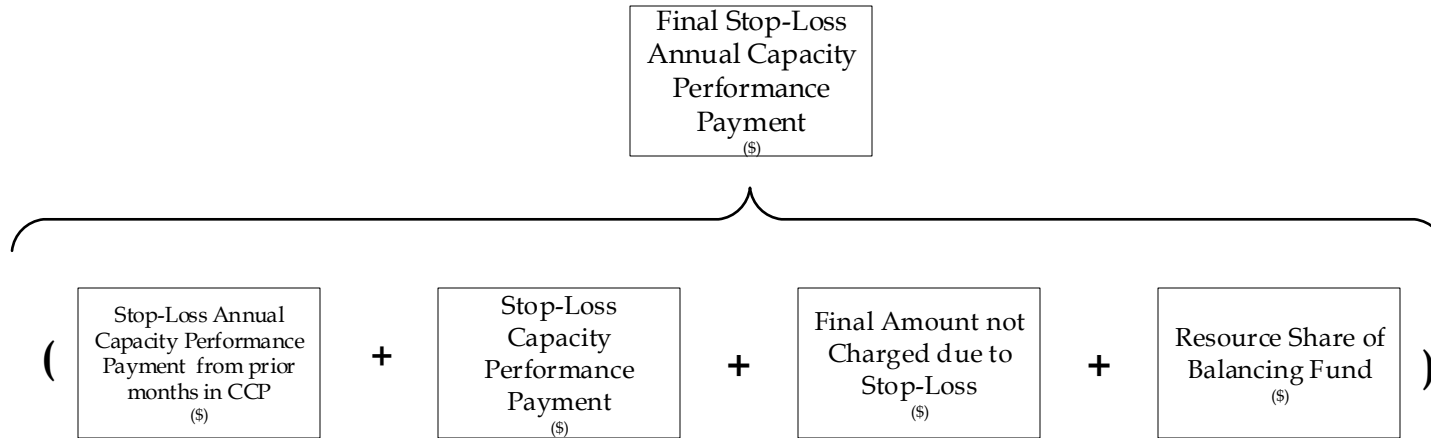 Final Stop-Loss
Annual Capacity
Performance
Payment
($)
(
Stop-Loss Annual
Capacity Performance
Payment from prior
months in CCP
($)
+
Stop-Loss
Capacity
Performance
Payment
($)
+
Final Amount not
Charged due to
Stop-Loss
($)
+
Resource Share of
Balancing Fund
($)
)